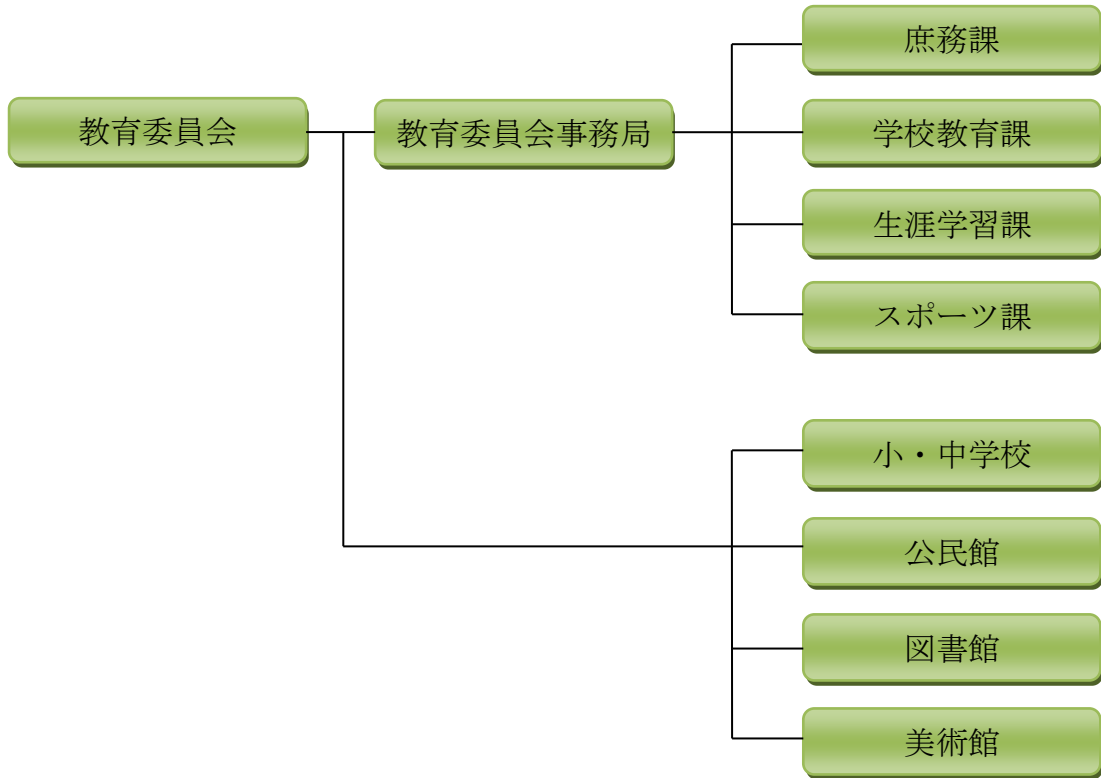 教育委員会
教育委員会事務局
庶務課
学校教育課
生涯学習課
スポーツ課
小・中学校
公民館
図書館
美術館